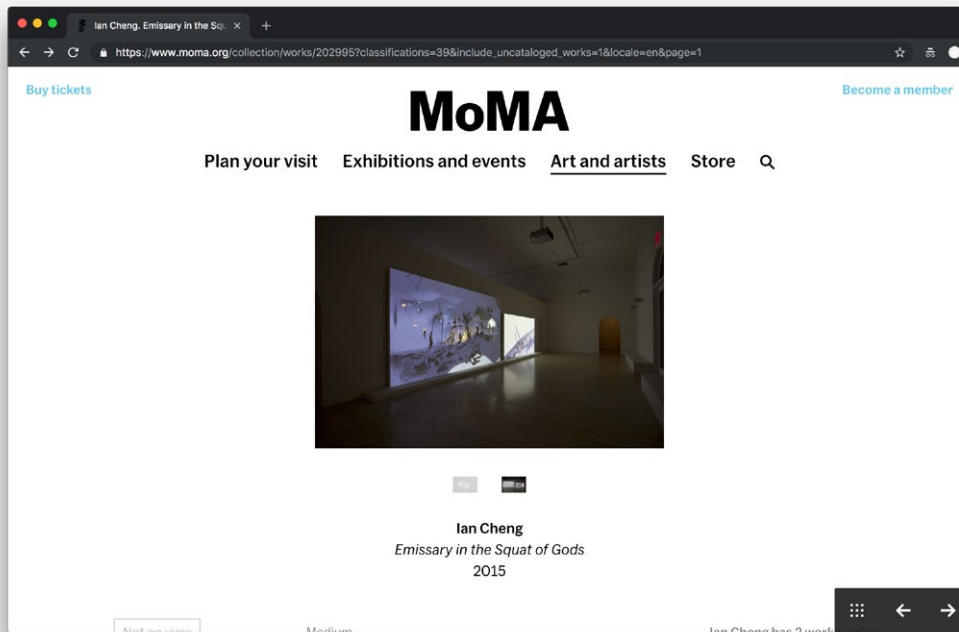 Ian Cheng. Emissary in the Squ
https://www.moma.org/collection/works/202995?classifications=39&include_uncataloged_works=1&locale=en&page=1
Buy tickets
MoMA
Become a member
Plan your visit Exhibitions and events Art and artists Store
Ian Cheng
Emissary in the Squat of Gods
2015
Not on view Medium Ian Cheng has 2 work